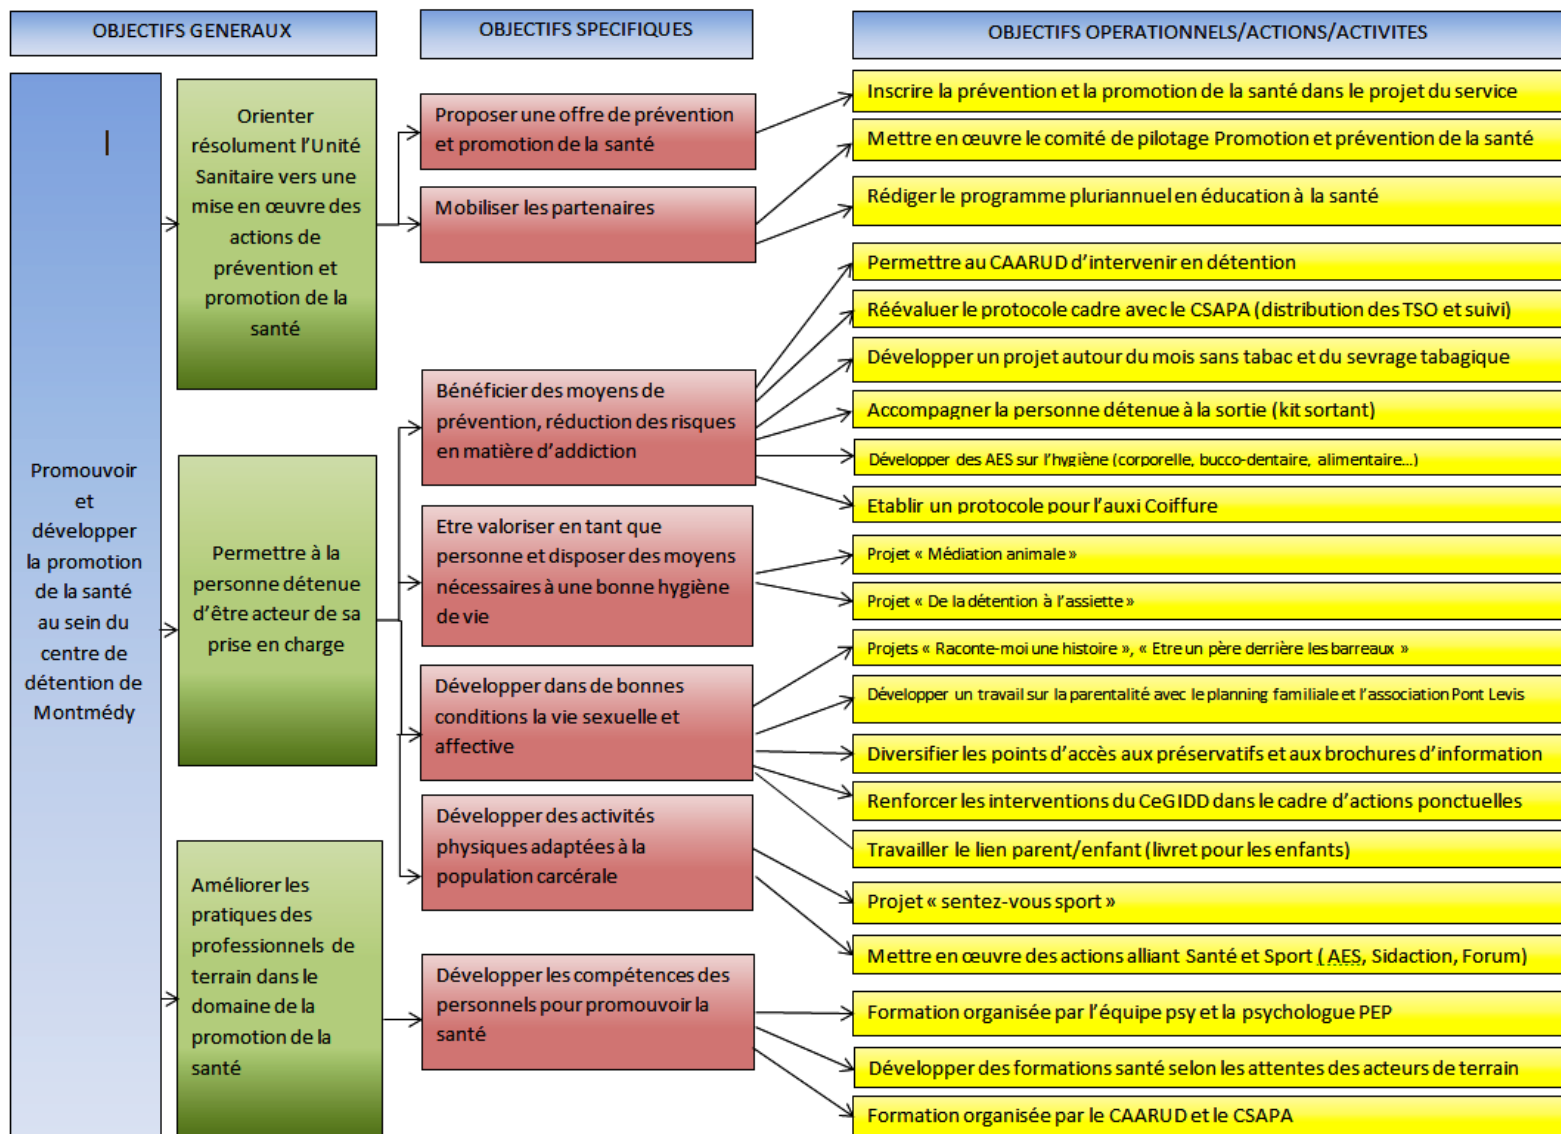 OBJECTIFS GENERAUX
OBJECTIFS SPECIFIQUES
OBJECTIFS OPERATIONNELS/ACTIONS/ACTIVITES
Promouvoir
et
développer
la promotion
de la santé
au sein du
centre de
détention de
Montmédy
Orienter
résolument l'Unité
Sanitaire vers une
mise en œuvre des
actions de
prévention et
promotion de la
santé
Permettre à la
personne détenue
d'être acteur de sa
prise en charge
Améliorer les
pratiques des
professionnels de
terrain dans le
domaine de la
promotion de la
santé
Proposer une offre de prévention
et promotion de la santé
Mobiliser les partenaires
Bénéficier des moyens de
prévention, réduction des risques
en matière d'addiction
Etre valoriser en tant que
personne et disposer des moyens
nécessaires à une bonne hygiène
de vie
Développer dans de bonnes
conditions la vie sexuelle et
affective
Développer des activités
physiques adaptées à la
population carcérale
Développer les compétences des
personnels pour promouvoir la
santé
Inscrire la prévention et la promotion de la santé dans le projet du service
Mettre en œuvre le comité de pilotage Promotion et prévention de la santé
Rédiger le programme pluriannuel en éducation à la santé
Permettre au CAARUD d'intervenir en détention
Réévaluer le protocole cadre avec le CSAPA (distribution des TSO et suivi)
Développer un projet autour du mois sans tabac et du sevrage tabagique
Accompagner la personne détenue à la sortie (kit sortant)
Développer des AES sur l'hygiène (corporelle, bucco-dentaire, alimentaire...)
Etablir un protocole pour l'auxi Coiffure
Projet « Médiation animale »
Projet « De la détention à l'assiette »
Projets « Raconte-moi une histoire », « Etre un père derrière les barreaux »
Développer un travail sur la parentalité avec le planning familiale et l'association Pont Levis
Diversifier les points d'accès aux préservatifs et aux brochures d'information
Renforcer les interventions du CeGIDD dans le cadre d'actions ponctuelles
Travailler le lien parent/enfant (livret pour les enfants)
Projet « sentez-vous sport »
Mettre en œuvre des actions alliant Santé et Sport ( AES, Sidaction, Forum)
Formation organisée par l'équipe psy et la psychologue PEP
Développer des formations santé selon les attentes des acteurs de terrain
Formation organisée par le CAARUD et le CSAPA